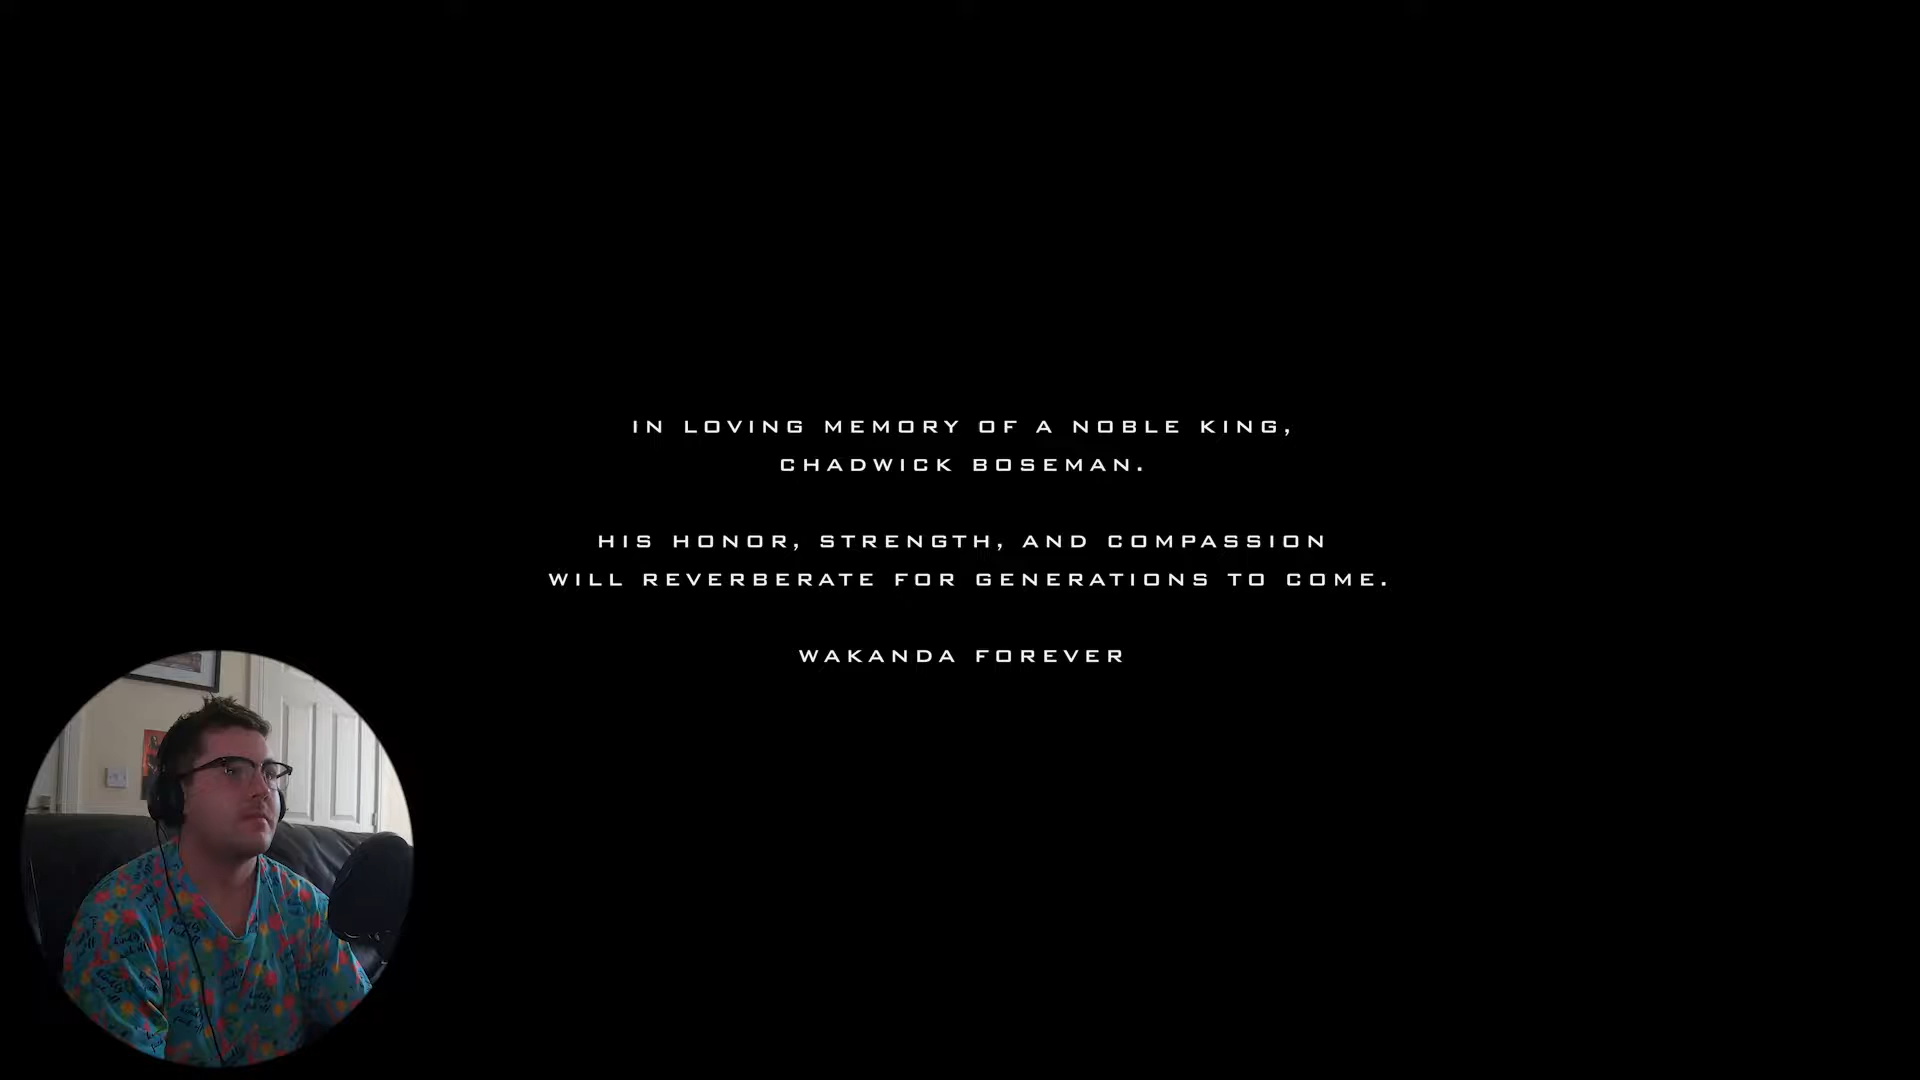 IN LOVING MEMORY OF A NOBLE KING,
CHADWICK BOSEMAN.
HIS HONOR, STRENGTH, AND COMPASSION
WILL REVERBERATE FOR GENERATIONS TO COME.
WAKANDA FOREVER